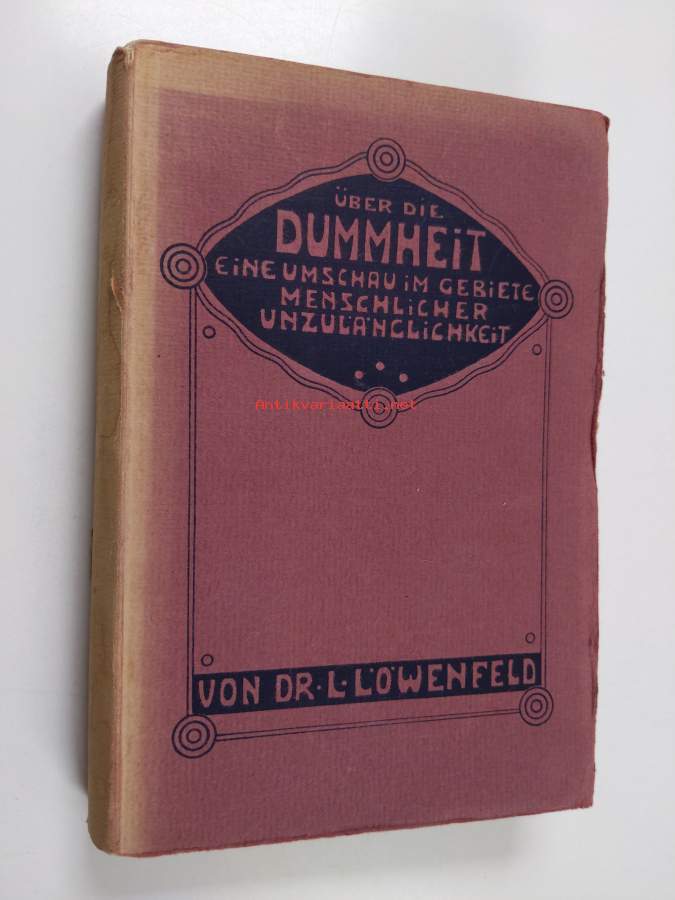 ÜBER DIE
DUMMHEiT
EiNE UMSCHAU iM GEBiETE
MENSCHLiCHER
UNZULÄNGLiCHKEiT
Antikvariaatti.net
VON DR·L·LÖWENFELD